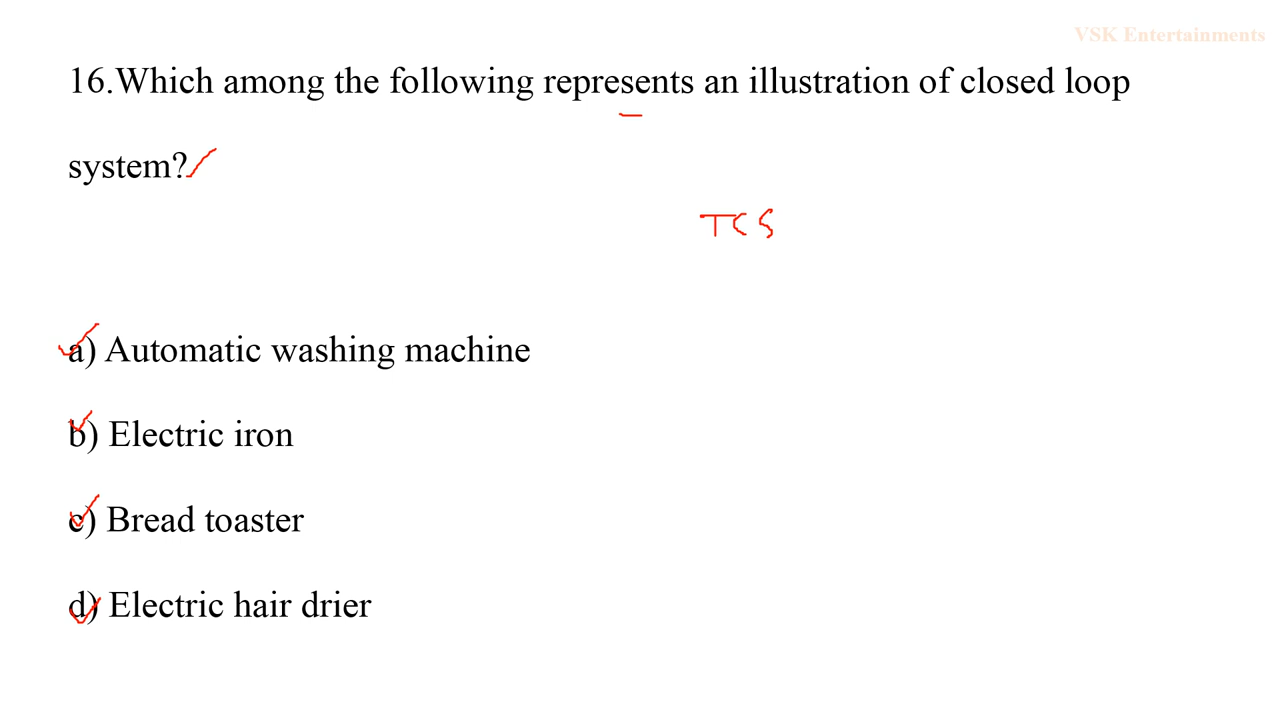 VSK Entertainments
16.Which among the following represents an illustration of closed loop
system?
TCS
a) Automatic washing machine
b) Electric iron
c) Bread toaster
d) Electric hair drier